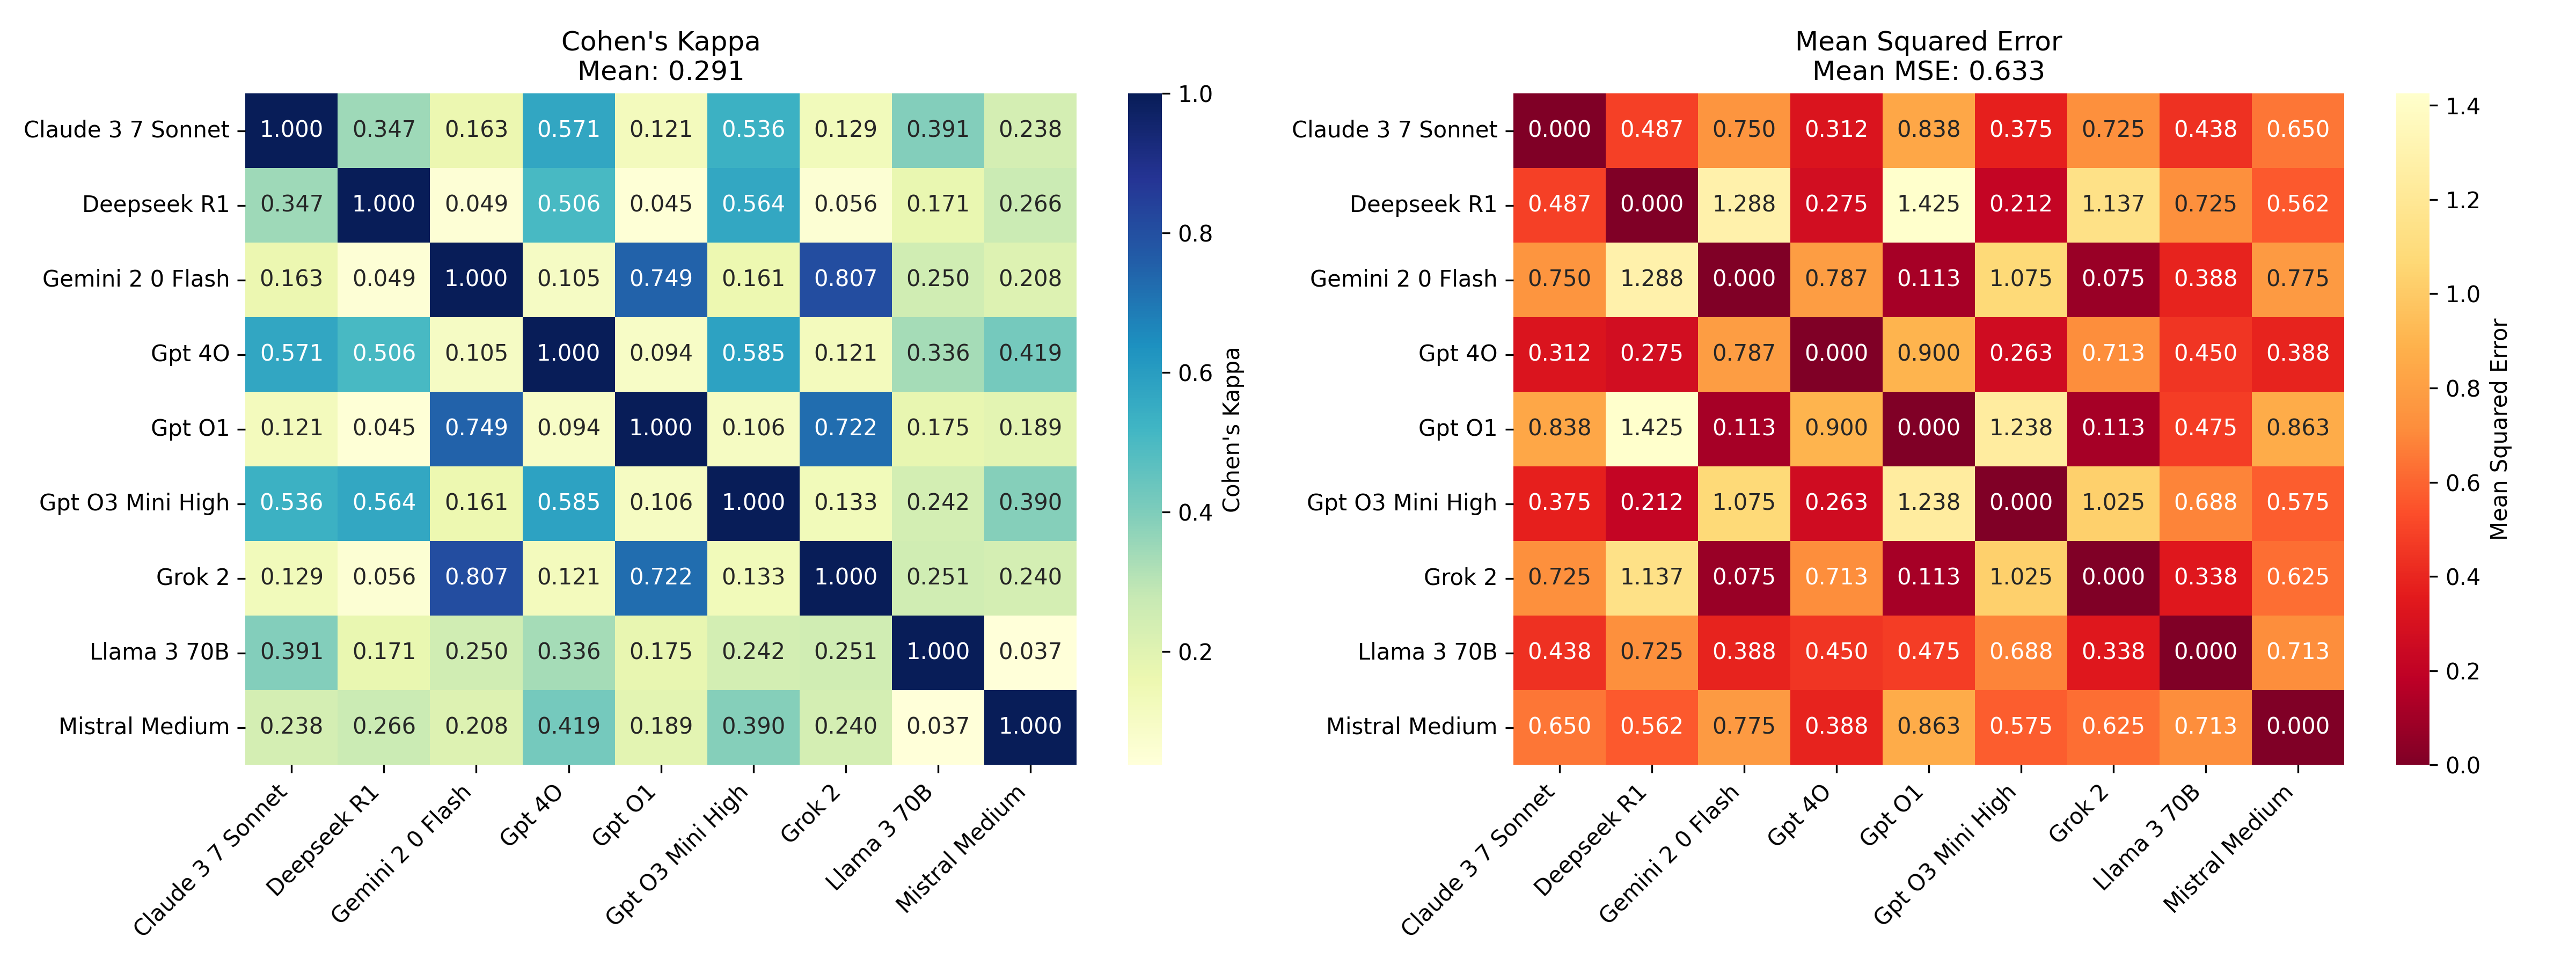 Cohen's Kappa
Mean: 0.291
Claude 3 7 Sonnet 1.000 0.347 0.163 0.571 0.121 0.536 0.129 0.391 0.238
Deepseek R1 0.347 1.000 0.049 0.506 0.045 0.564 0.056 0.171 0.266
Gemini 2 0 Flash 0.163 0.049 1.000 0.105 0.749 0.161 0.807 0.250 0.208
Gpt 4O 0.571 0.506 0.105 1.000 0.094 0.585 0.121 0.336 0.419
Gpt O1 0.121 0.045 0.749 0.094 1.000 0.106 0.722 0.175 0.189
Gpt O3 Mini High 0.536 0.564 0.161 0.585 0.106 1.000 0.133 0.242 0.390
Grok 2 0.129 0.056 0.807 0.121 0.722 0.133 1.000 0.251 0.240
Llama 3 70B 0.391 0.171 0.250 0.336 0.175 0.242 0.251 1.000 0.037
Mistral Medium 0.238 0.266 0.208 0.419 0.189 0.390 0.240 0.037 1.000
Claude 3 7 Sonnet
Deepseek R1
Gemini 2 0 Flash
Gpt 4O
Gpt O1
Gpt O3 Mini High
Grok 2
Llama 3 70B
Mistral Medium
1.0
0.8
0.6
0.4
0.2
Cohen's Kappa
Mean Squared Error
Mean MSE: 0.633
Claude 3 7 Sonnet 0.000 0.487 0.750 0.312 0.838 0.375 0.725 0.438 0.650
Deepseek R1 0.487 0.000 1.288 0.275 1.425 0.212 1.137 0.725 0.562
Gemini 2 0 Flash 0.750 1.288 0.000 0.787 0.113 1.075 0.075 0.388 0.775
Gpt 4O 0.312 0.275 0.787 0.000 0.900 0.263 0.713 0.450 0.388
Gpt O1 0.838 1.425 0.113 0.900 0.000 1.238 0.113 0.475 0.863
Gpt O3 Mini High 0.375 0.212 1.075 0.263 1.238 0.000 1.025 0.688 0.575
Grok 2 0.725 1.137 0.075 0.713 0.113 1.025 0.000 0.338 0.625
Llama 3 70B 0.438 0.725 0.388 0.450 0.475 0.688 0.338 0.000 0.713
Mistral Medium 0.650 0.562 0.775 0.388 0.863 0.575 0.625 0.713 0.000
Claude 3 7 Sonnet
Deepseek R1
Gemini 2 0 Flash
Gpt 4O
Gpt O1
Gpt O3 Mini High
Grok 2
Llama 3 70B
Mistral Medium
1.4
1.2
1.0
0.8
0.6
0.4
0.2
0.0
Mean Squared Error